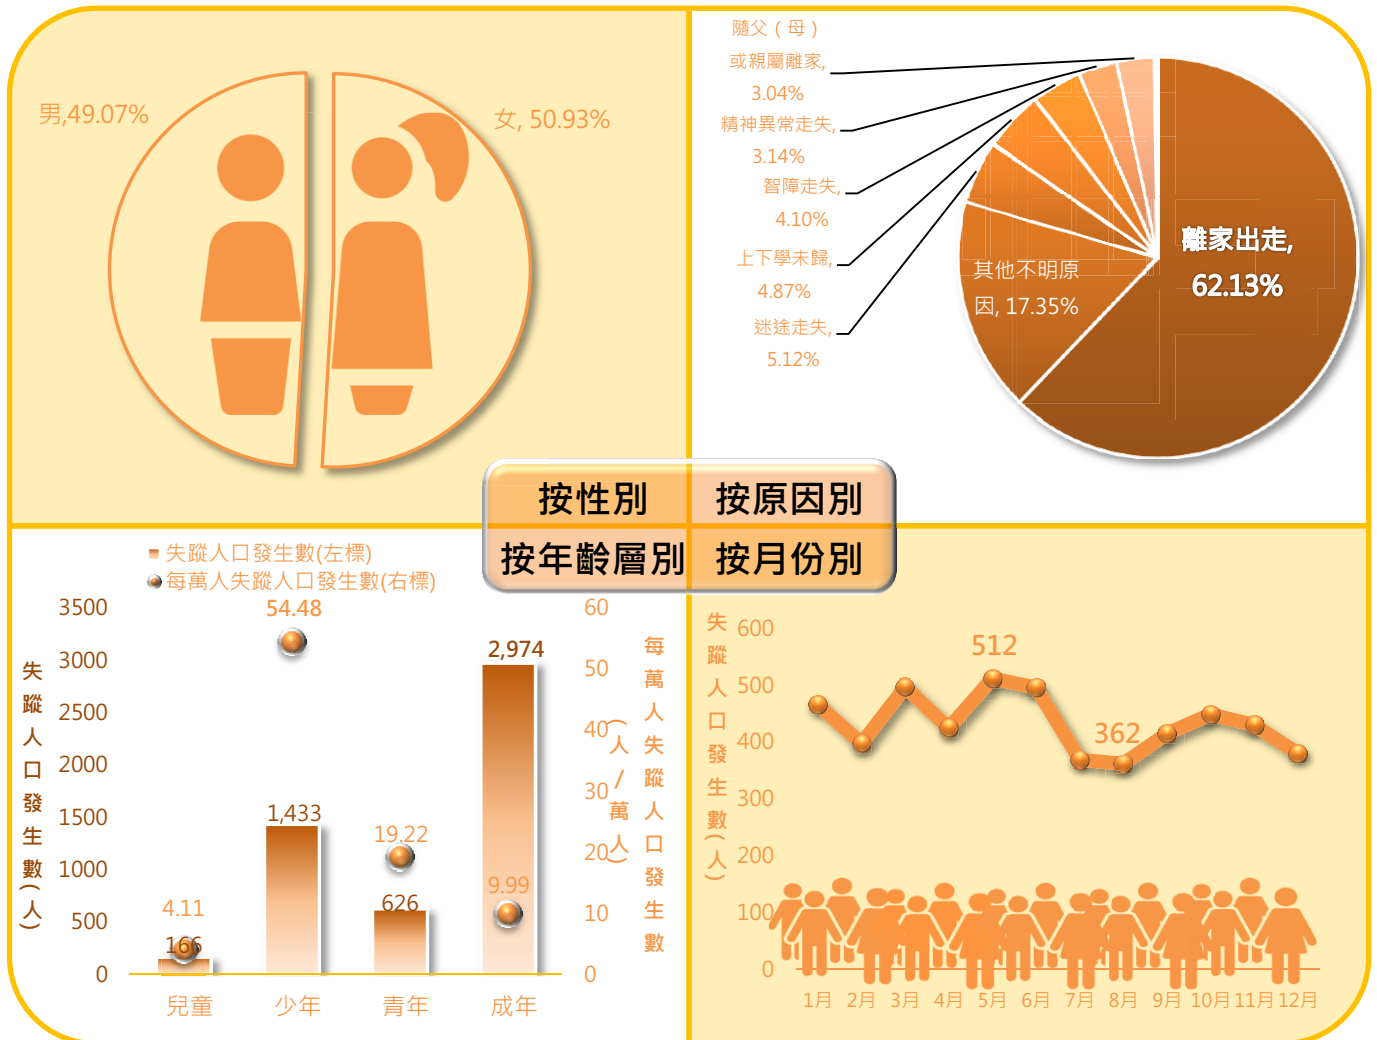 男,49.07%
女, 50.93%
隨父（母）
或親屬離家,
3.04%
精神異常走失,
3.14%
智障走失,
4.10%
上下學未歸,
4.87%
迷途走失,
5.12%
其他不明原
因, 17.35%
離家出走,
62.13%
按性別
按原因別
按年齡層別
按月份別
失蹤人口發生數(左標)
每萬人失蹤人口發生數(右標)
失蹤人口發生數(人)
3500
3000
2500
2000
1500
1000
500
0
54.48
2,974
1,433
19.22
626
9.99
4.11
166
兒童
少年
青年
成年
60
50
40
30
20
10
0
每萬人失蹤人口發生數
(人/萬人)
失蹤人口發生數(人)
600
500
400
300
200
100
0
512
362
1月
2月
3月
4月
5月
6月
7月
8月
9月
10月
11月
12月